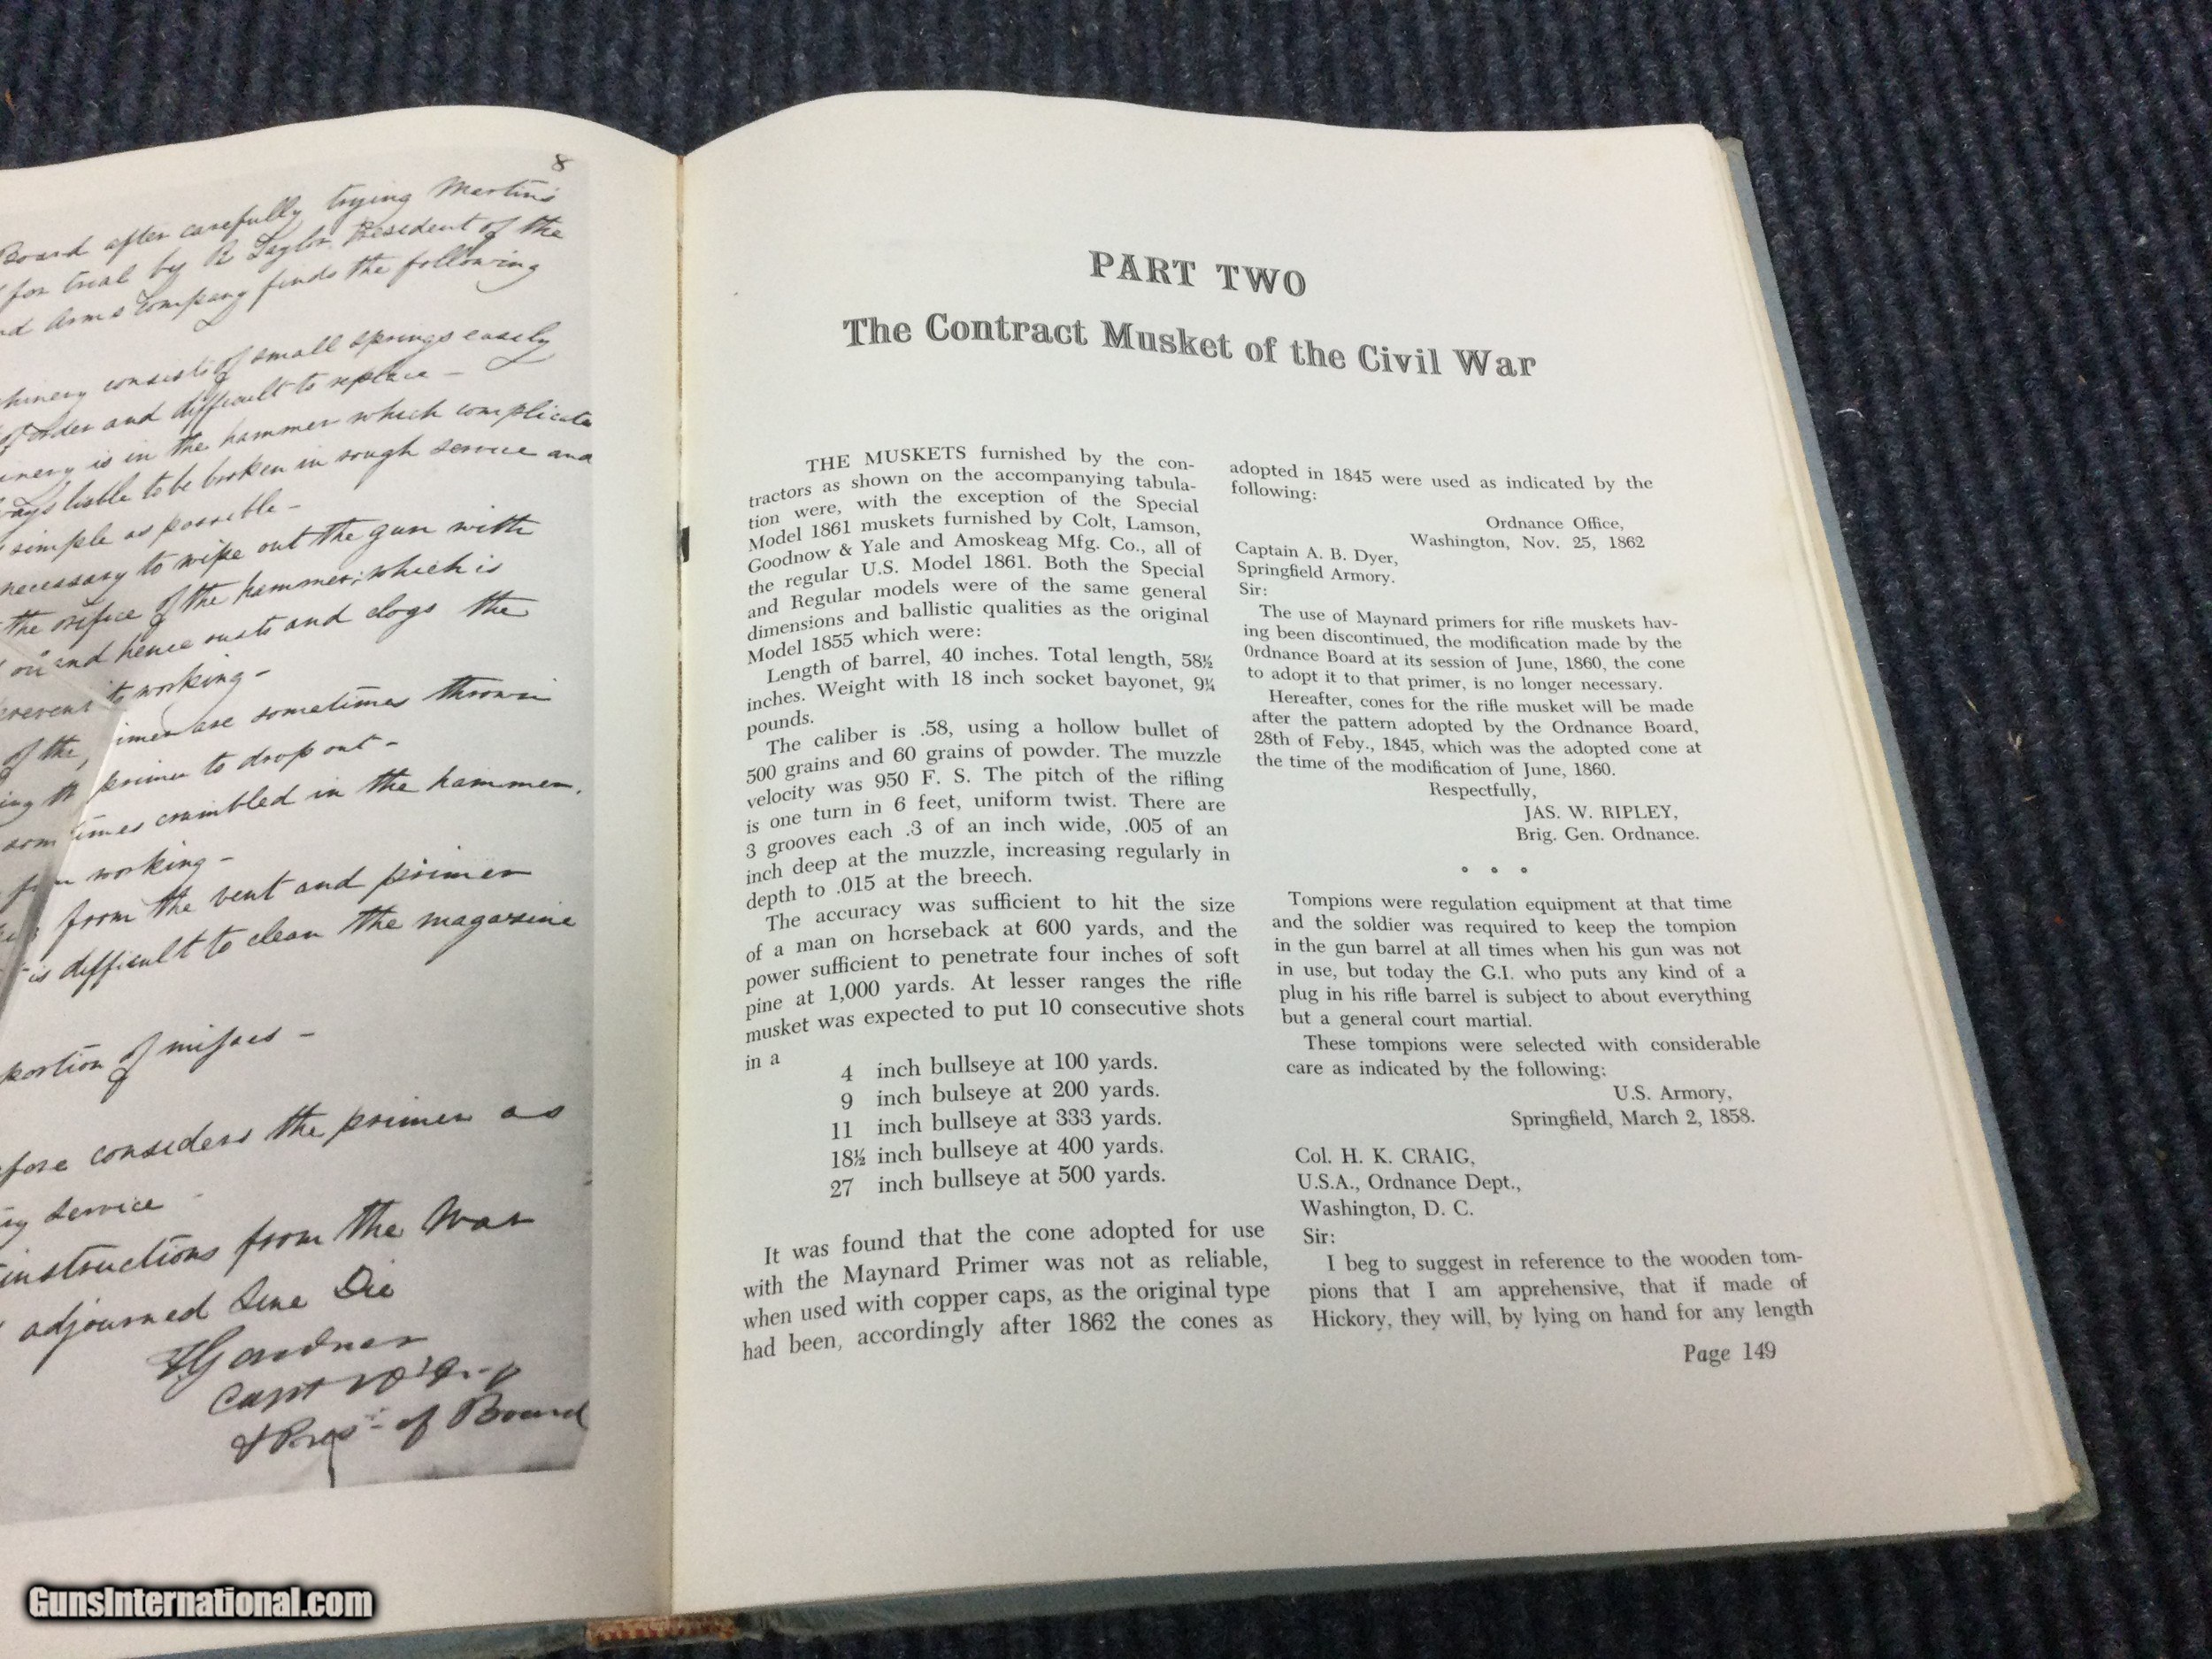 8
Board after carefully trying Martin's
for trial by R Taylor President of the
Arms Company finds the following
consists of small springs easily
order and difficult to replace —
is in the hammer which complicate
liable to be broken in rough service and
simple as possible —
necessary to wipe out the gun with
the orifice of the hammer; which is
and hence rusts and clogs the
working —
of the, are sometimes thrown
primer to drop out —
crumbled in the hammer.
working —
from the vent and primer
is difficult to clean the magazine
of
considers the primer as
service
instructions from the War
adjourned Sine Die
Gardner
Capt
of Board
PART TWO
The Contract Musket of the Civil War
THE MUSKETS furnished by the con-
tractors as shown on the accompanying tabula-
tion were, with the exception of the Special
Model 1861 muskets furnished by Colt, Lamson,
Goodnow & Yale and Amoskeag Mfg. Co., all of
the regular U.S. Model 1861. Both the Special
and Regular models were of the same general
dimensions and ballistic qualities as the original
Model 1855 which were:
Length of barrel, 40 inches. Total length, 58½
inches. Weight with 18 inch socket bayonet, 9¼
pounds.
The caliber is .58, using a hollow bullet of
500 grains and 60 grains of powder. The muzzle
velocity was 950 F. S. The pitch of the rifling
is one turn in 6 feet, uniform twist. There are
3 grooves each .3 of an inch wide, .005 of an
inch deep at the muzzle, increasing regularly in
depth to .015 at the breech.
The accuracy was sufficient to hit the size
of a man on horseback at 600 yards, and the
power sufficient to penetrate four inches of soft
pine at 1,000 yards. At lesser ranges the rifle
musket was expected to put 10 consecutive shots
in a
4 inch bullseye at 100 yards.
9 inch bulseye at 200 yards.
11 inch bullseye at 333 yards.
18½ inch bullseye at 400 yards.
27 inch bullseye at 500 yards.
It was found that the cone adopted for use
with the Maynard Primer was not as reliable,
when used with copper caps, as the original type
had been, accordingly after 1862 the cones as
adopted in 1845 were used as indicated by the
following:
Ordnance Office,
Washington, Nov. 25, 1862
Captain A. B. Dyer,
Springfield Armory.
Sir:
The use of Maynard primers for rifle muskets hav-
ing been discontinued, the modification made by the
Ordnance Board at its session of June, 1860, the cone
to adopt it to that primer, is no longer necessary.
Hereafter, cones for the rifle musket will be made
after the pattern adopted by the Ordnance Board,
28th of Feby., 1845, which was the adopted cone at
the time of the modification of June, 1860.
Respectfully,
JAS. W. RIPLEY,
Brig. Gen. Ordnance.
• • •
Tompions were regulation equipment at that time
and the soldier was required to keep the tompion
in the gun barrel at all times when his gun was not
in use, but today the G.I. who puts any kind of a
plug in his rifle barrel is subject to about everything
but a general court martial.
These tompions were selected with considerable
care as indicated by the following:
U.S. Armory,
Springfield, March 2, 1858.
Col. H. K. CRAIG,
U.S.A., Ordnance Dept.,
Washington, D. C.
Sir:
I beg to suggest in reference to the wooden tom-
pions that I am apprehensive, that if made of
Hickory, they will, by lying on hand for any length
Page 149
GunsInternational.com